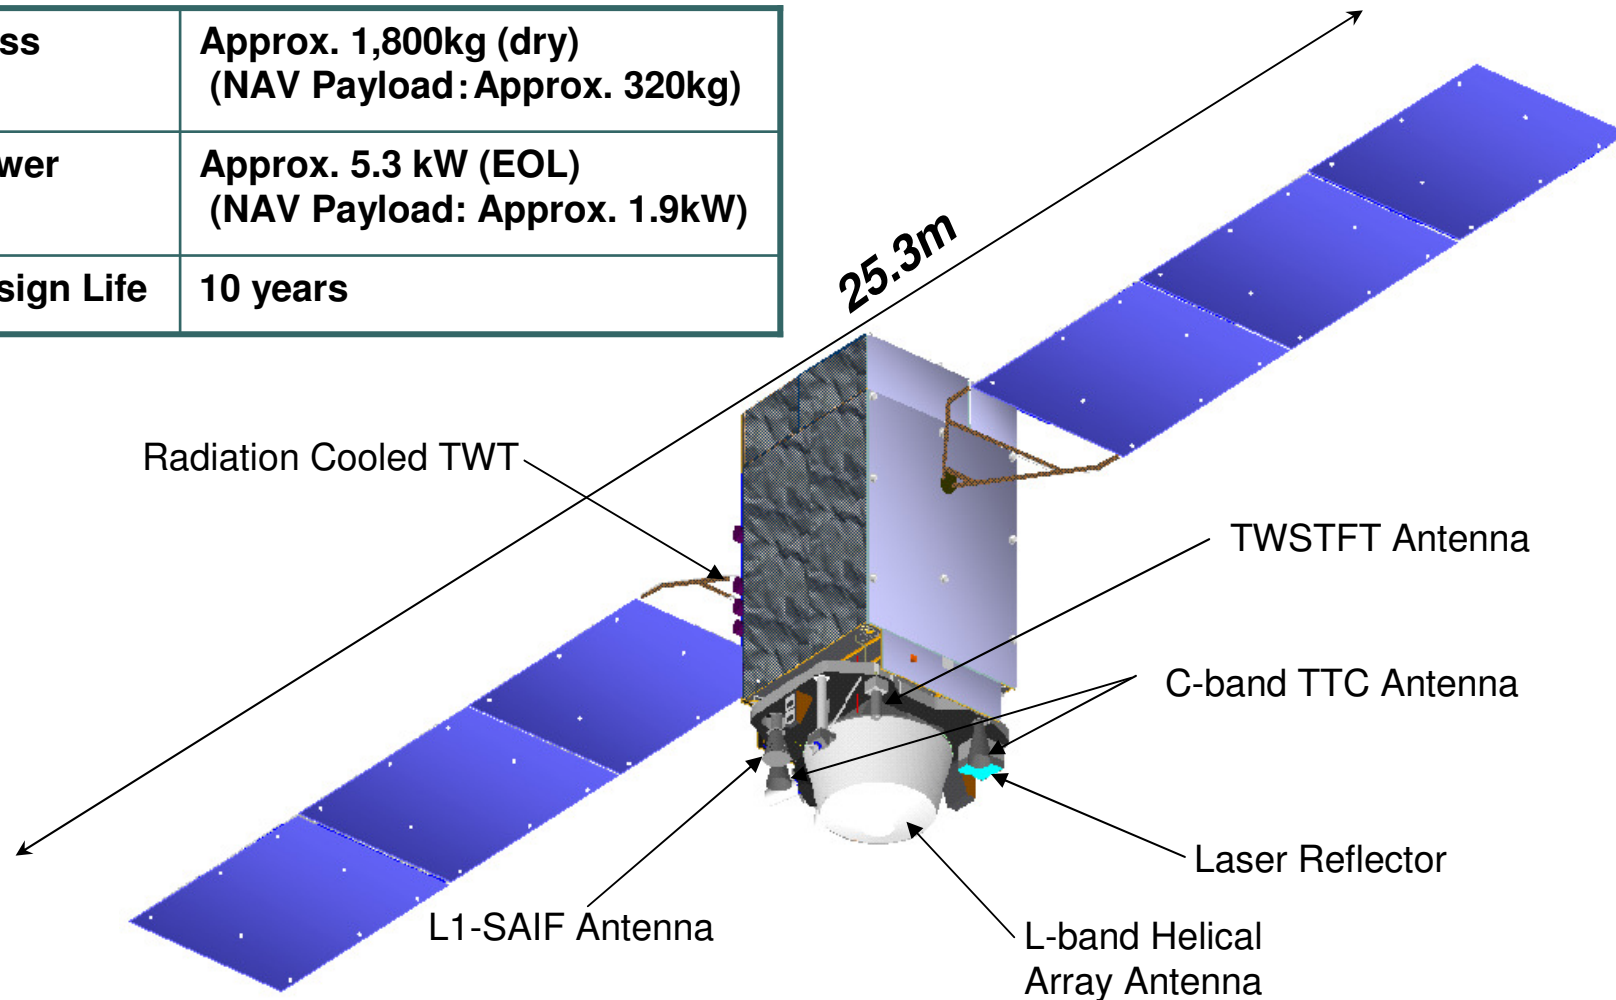 ss
Approx. 1,800kg (dry)
(NAV Payload：Approx. 320kg)
wer
Approx. 5.3 kW (EOL)
(NAV Payload: Approx. 1.9kW)
sign Life
10 years
25.3m
Radiation Cooled TWT
TWSTFT Antenna
C-band TTC Antenna
Laser Reflector
L1-SAIF Antenna
L-band Helical
Array Antenna